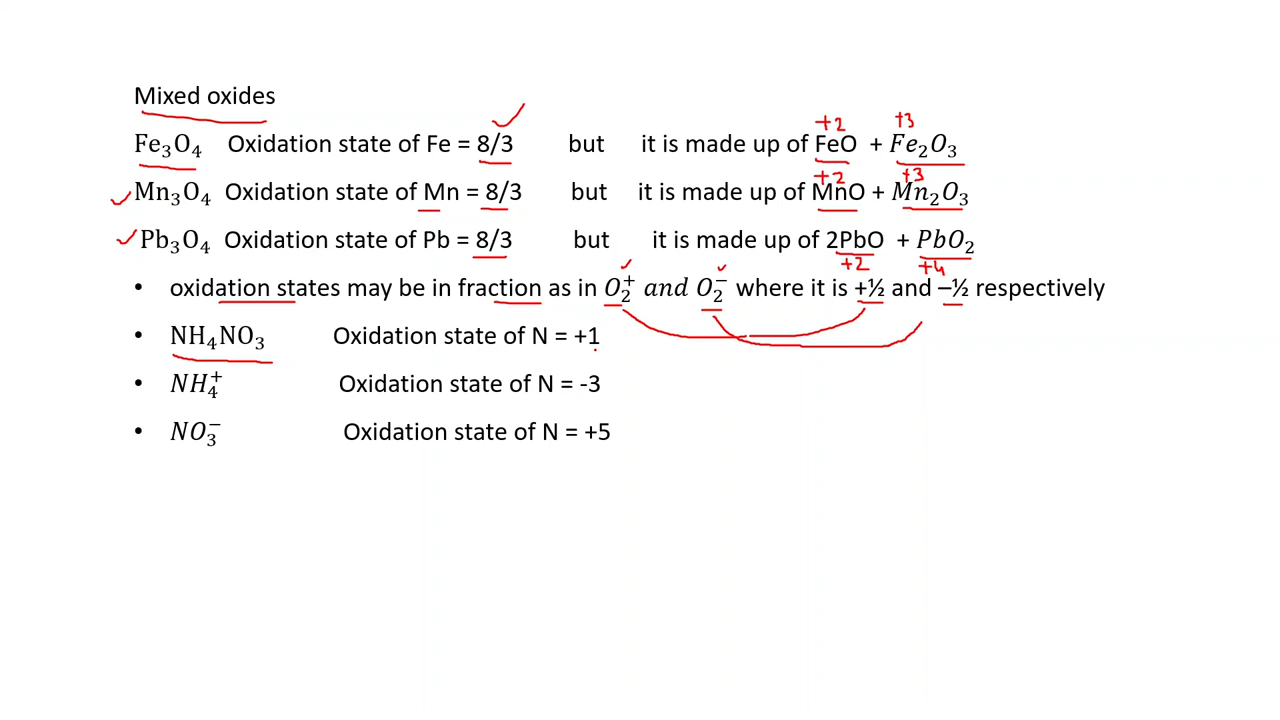 Mixed oxides
+2 +3
Fe₃O₄ Oxidation state of Fe = 8/3 but it is made up of FeO + Fe₂O₃
+2 +3
Mn₃O₄ Oxidation state of Mn = 8/3 but it is made up of MnO + Mn₂O₃
Pb₃O₄ Oxidation state of Pb = 8/3 but it is made up of 2PbO + PbO₂
+2 +4
• oxidation states may be in fraction as in O₂⁺ and O₂⁻ where it is +½ and –½ respectively
• NH₄NO₃ Oxidation state of N = +1
• NH₄⁺ Oxidation state of N = -3
• NO₃⁻ Oxidation state of N = +5